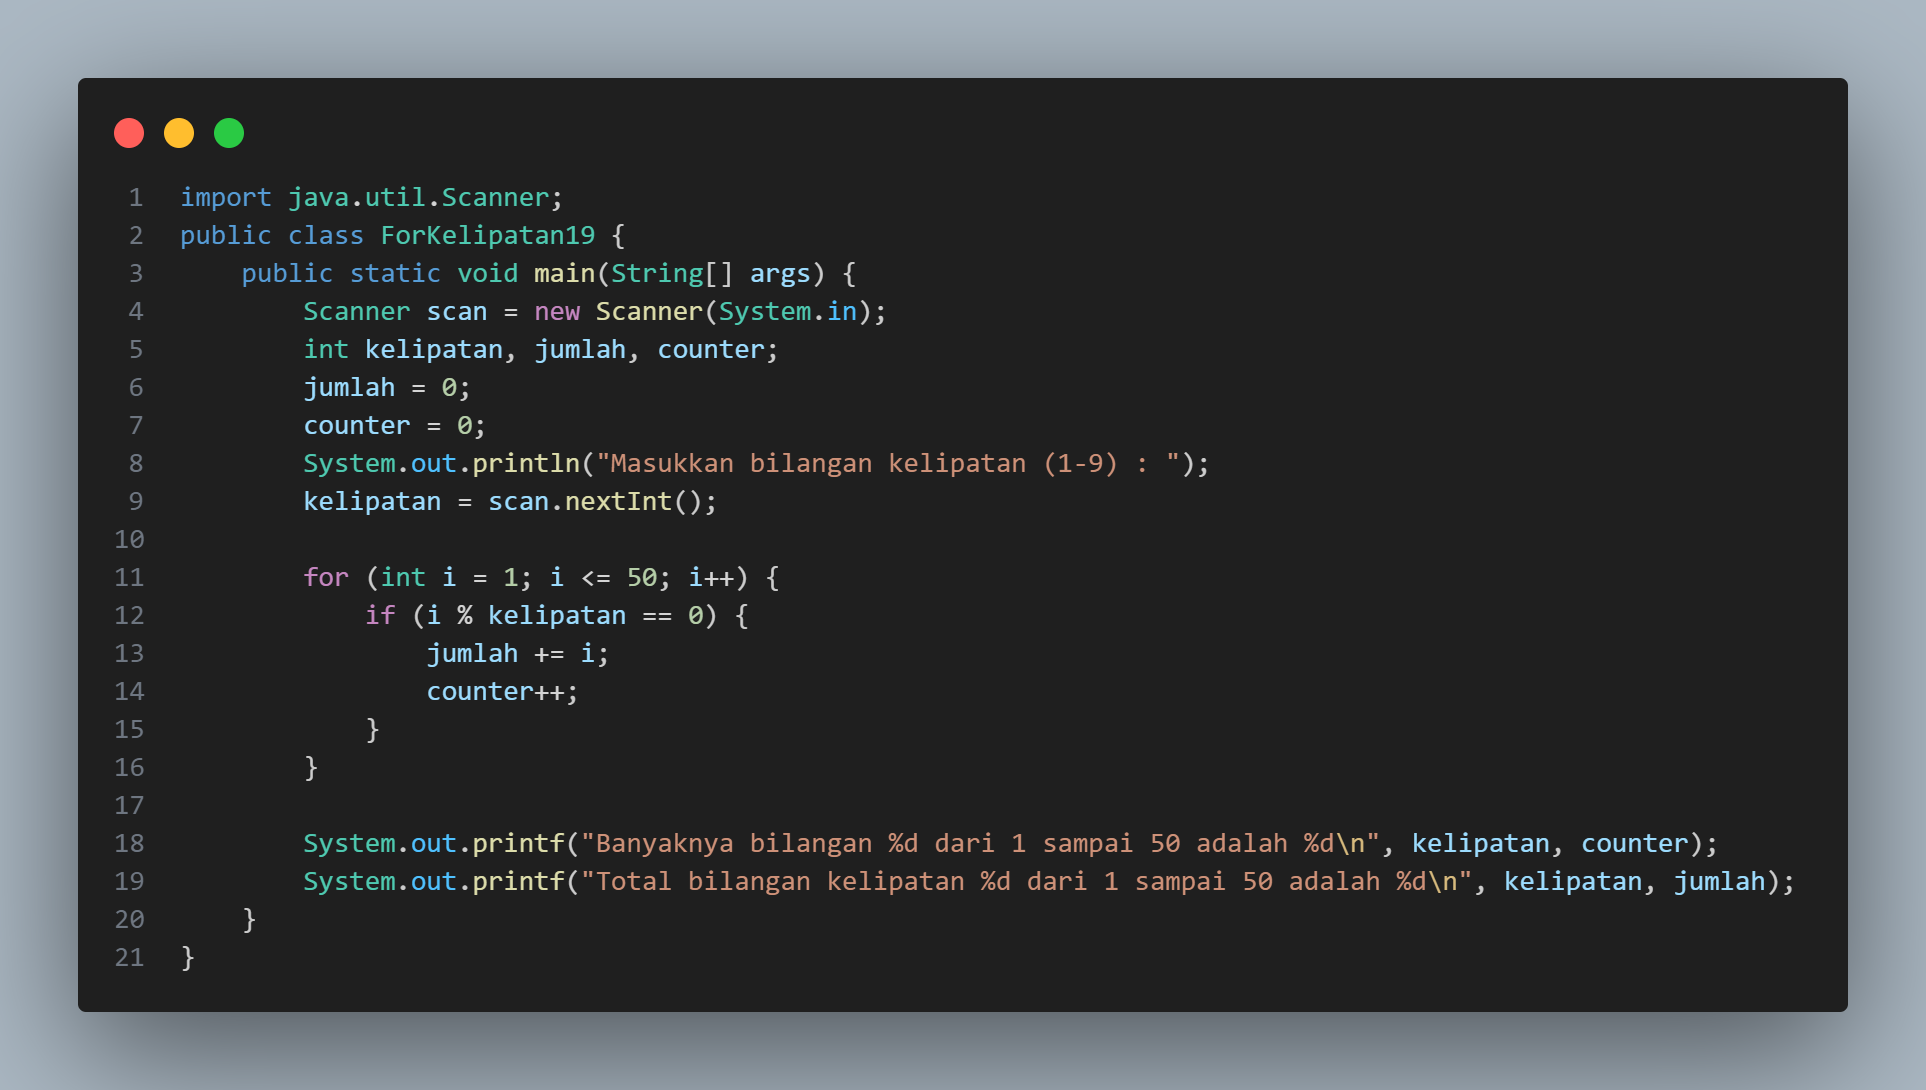 1 import java.util.Scanner;
2 public class ForKelipatan19 {
3     public static void main(String[] args) {
4         Scanner scan = new Scanner(System.in);
5         int kelipatan, jumlah, counter;
6         jumlah = 0;
7         counter = 0;
8         System.out.println("Masukkan bilangan kelipatan (1-9) : ");
9         kelipatan = scan.nextInt();
10
11         for (int i = 1; i <= 50; i++) {
12             if (i % kelipatan == 0) {
13                 jumlah += i;
14                 counter++;
15             }
16         }
17
18         System.out.printf("Banyaknya bilangan %d dari 1 sampai 50 adalah %d\n", kelipatan, counter);
19         System.out.printf("Total bilangan kelipatan %d dari 1 sampai 50 adalah %d\n", kelipatan, jumlah);
20     }
21 }